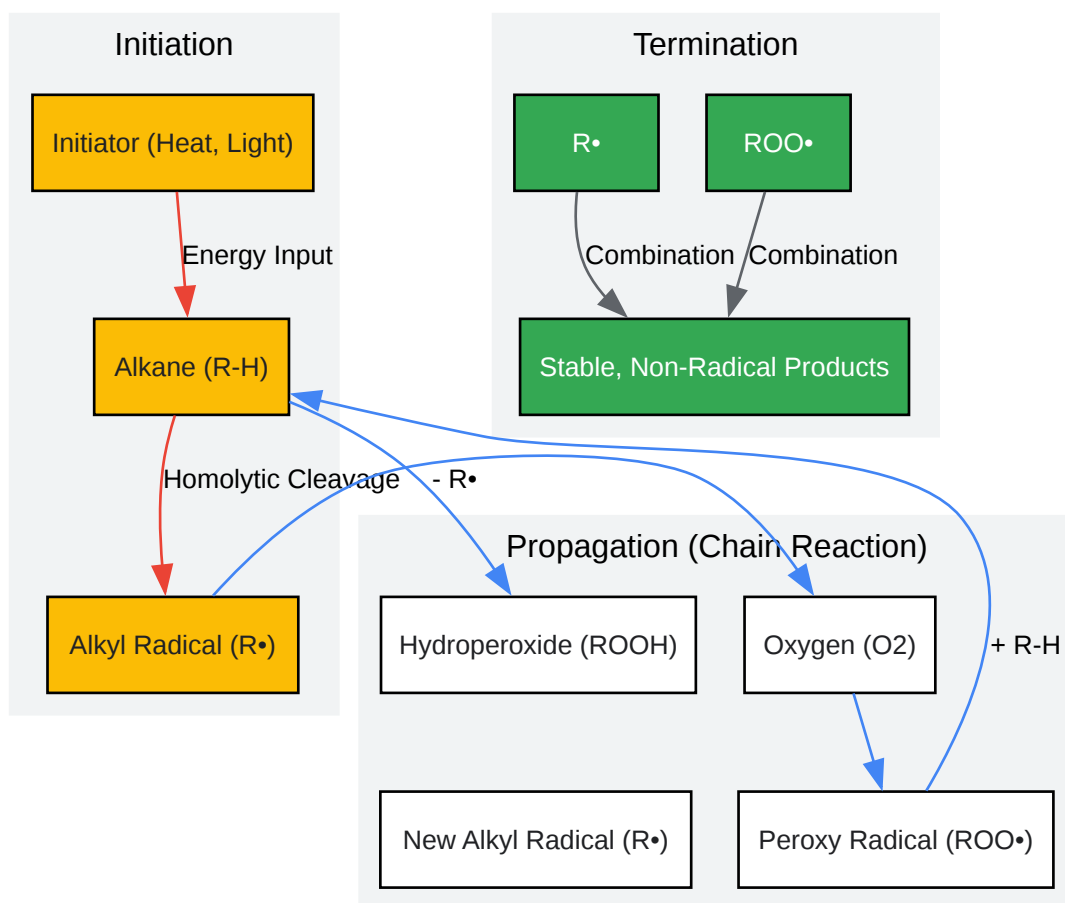 Initiation
Initiator (Heat, Light)
Energy Input
Alkane (R-H)
Homolytic Cleavage
Alkyl Radical (R•)
Termination
R•
ROO•
Combination
Combination
Stable, Non-Radical Products
- R•
Propagation (Chain Reaction)
Hydroperoxide (ROOH)
Oxygen (O2)
+ R-H
New Alkyl Radical (R•)
Peroxy Radical (ROO•)